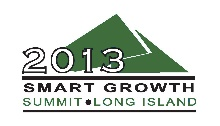 2013
SMART GROWTH
SUMMIT•LONG ISLAND